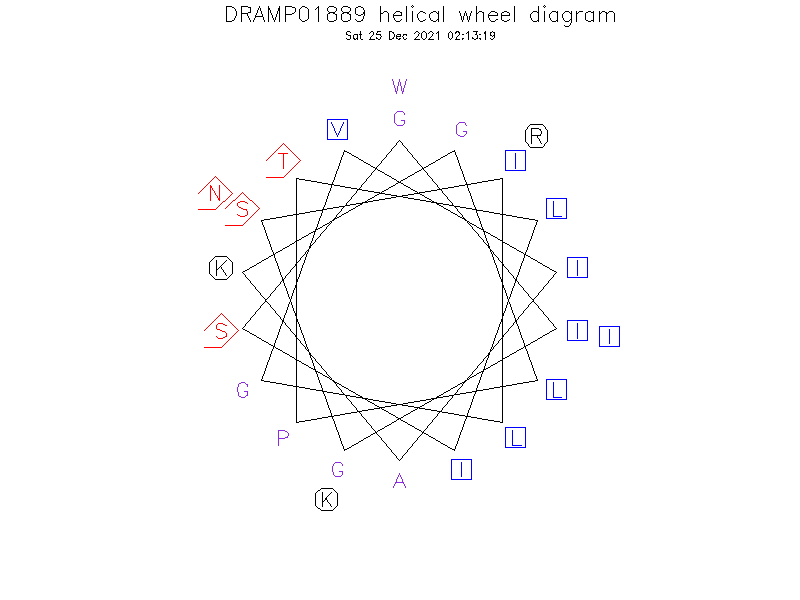 DRAMP01889 helical wheel diagram
Sat 25 Dec 2021 02:13:19
W
G
V G R
T I
N S L
K I
S I I
G L
P L
G A I
K